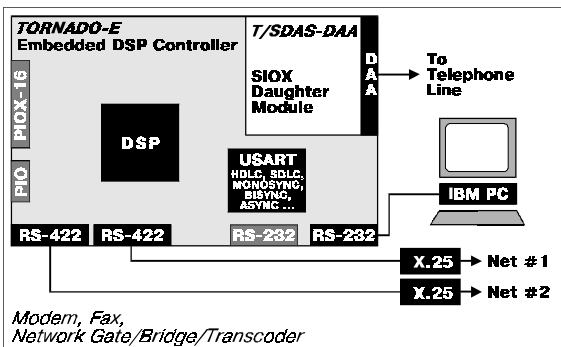 TORNADO-E
Embedded DSP Controller
T/SDAS-DAA
SIOX
Daughter
Module
DAA
To
Telephone
Line
PIOX-16
PIO
DSP
USART
HDLC, SDLC,
MONOSYNC,
BISYNC,
ASYNC ...
IBM PC
RS-422
RS-422
RS-232
RS-232
X.25
Net #1
X.25
Net #2
Modem, Fax,
Network Gate/Bridge/Transcoder